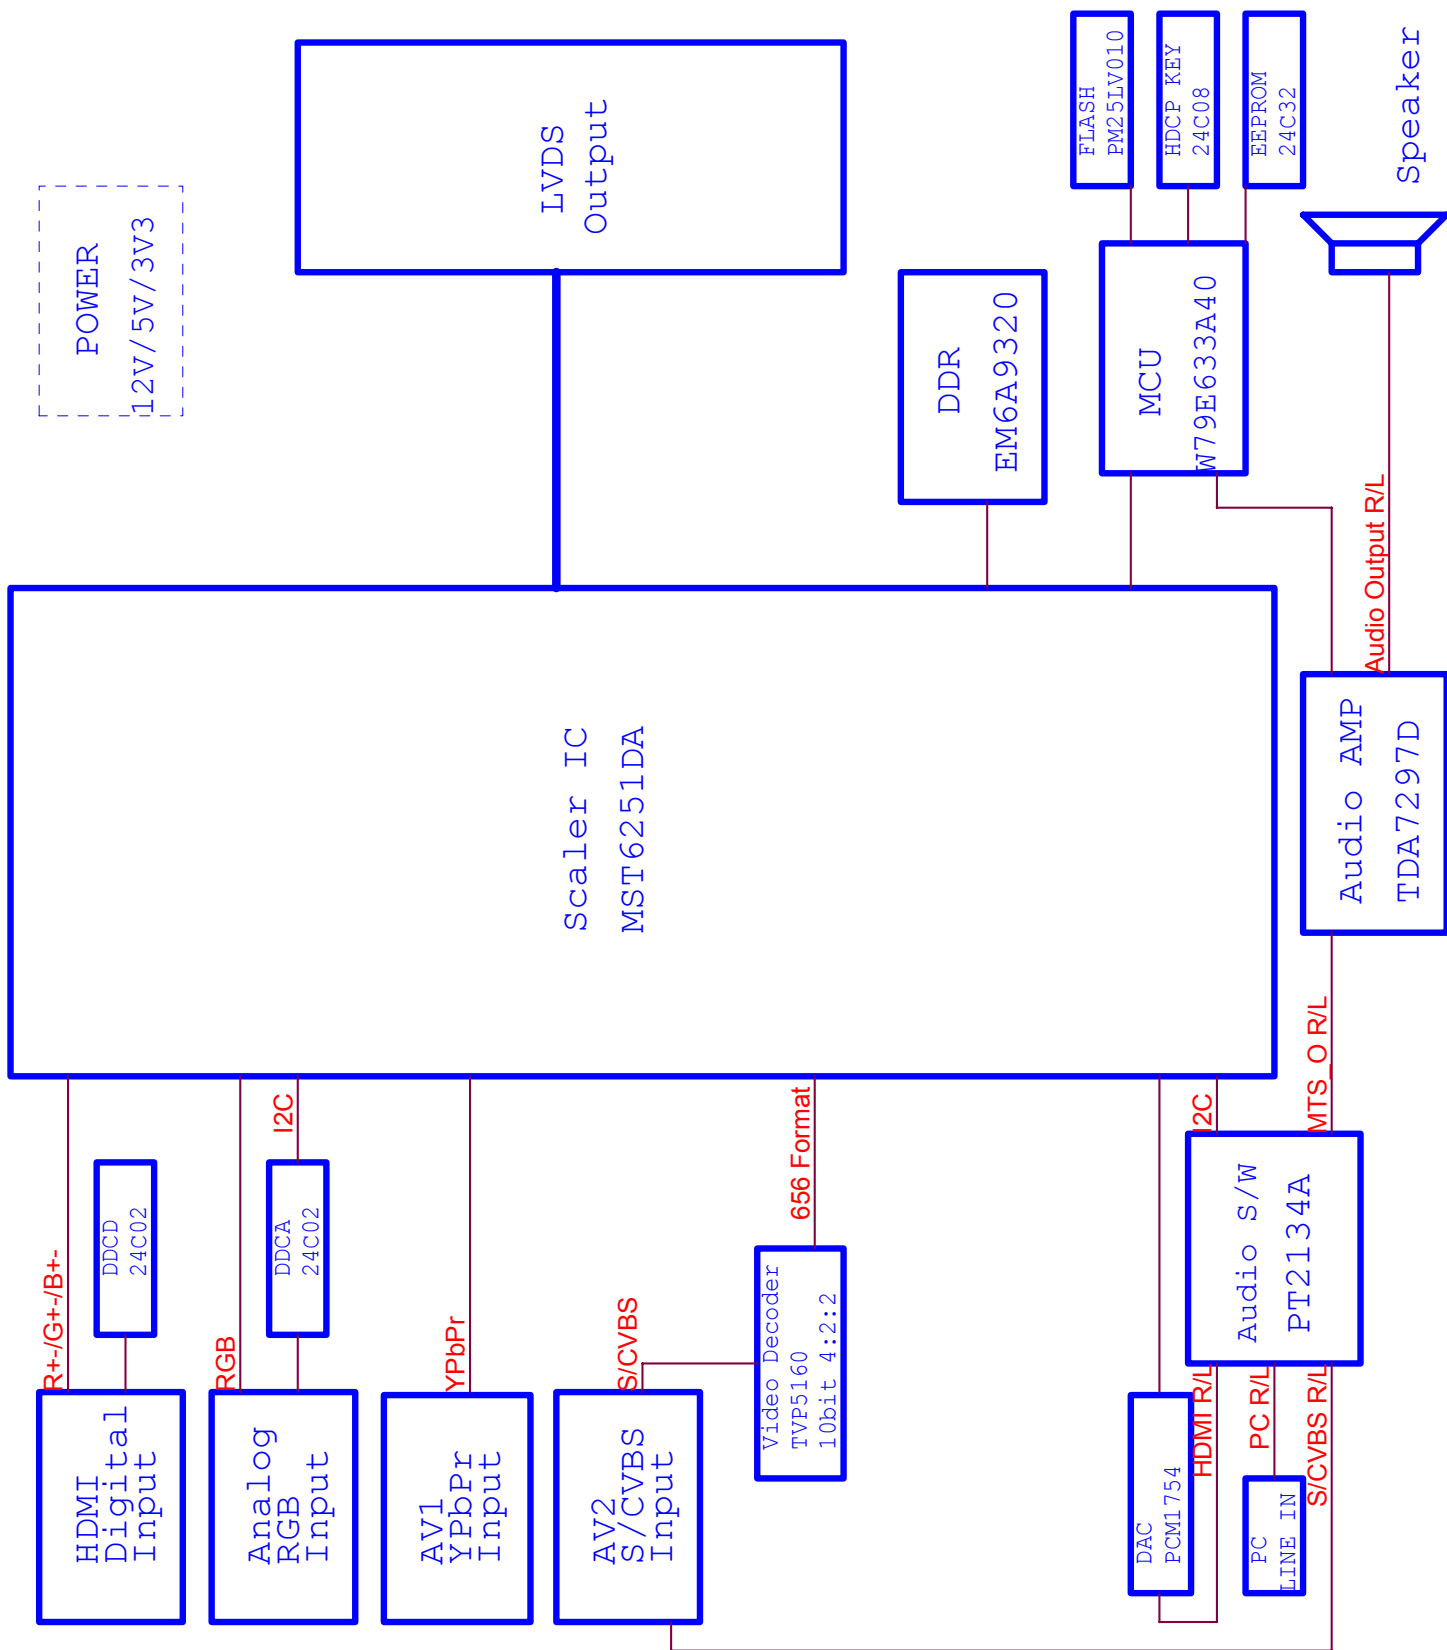 POWER
12V/5V/3V3
LVDS
Output
FLASH
PM25LV010
HDCP KEY
24C08
EEPROM
24C32
Speaker
DDR
EM6A9320
MCU
W79E633A40
Audio Output R/L
Scaler IC
MST6251DA
Audio AMP
TDA7297D
MTS_O R/L
I2C
Audio S/W
PT2134A
HDMI R/L
PC R/L
S/CVBS R/L
DAC
PCM1754
PC
LINE IN
656 Format
Video Decoder
TVP5160
10bit 4:2:2
S/CVBS
AV2
S/CVBS
Input
YPbPr
AV1
YPbPr
Input
I2C
DDCA
24C02
RGB
Analog
RGB
Input
DDCD
24C02
R+-/G+-/B+-
HDMI
Digital
Input